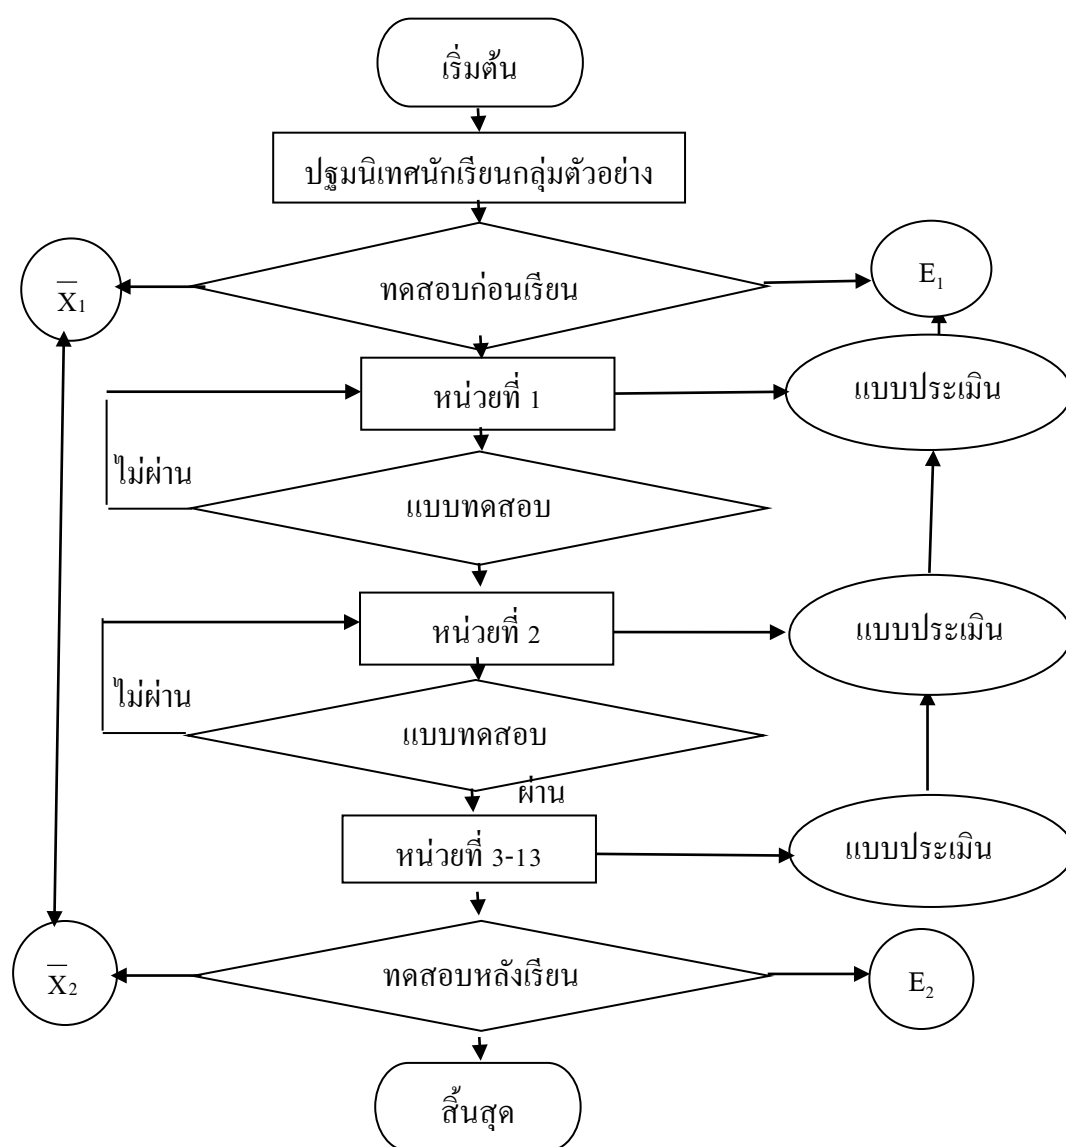 เริ่มต้น
ปฐมนิเทศนักเรียนกลุ่มตัวอย่าง
X̅₁
ทดสอบก่อนเรียน
E₁
หน่วยที่ 1
แบบประเมิน
ไม่ผ่าน
แบบทดสอบ
หน่วยที่ 2
แบบประเมิน
ไม่ผ่าน
แบบทดสอบ
ผ่าน
หน่วยที่ 3-13
แบบประเมิน
X̅₂
ทดสอบหลังเรียน
E₂
สิ้นสุด